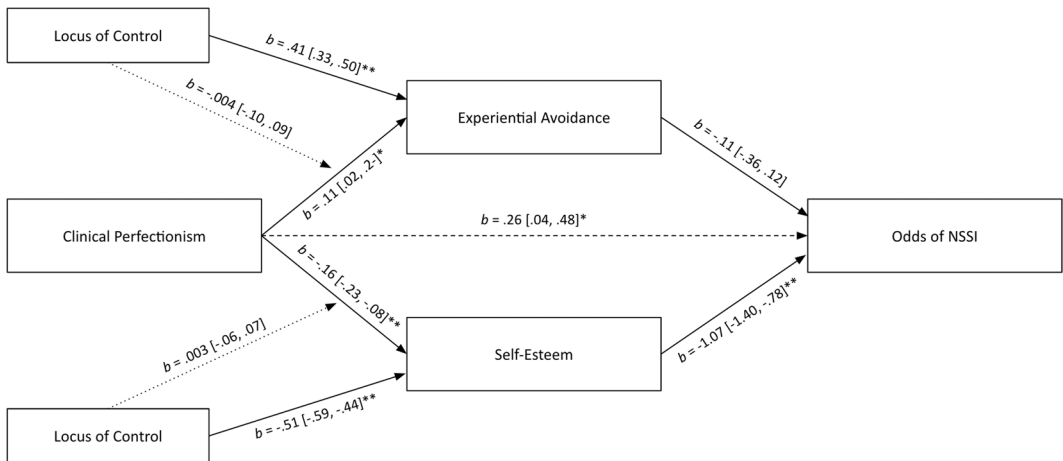 Locus of Control
b = .41 [.33, .50]**
b = -.004 [-.10, .09]
Experiential Avoidance
b = .11 [.02, .2-]*
b = -.11 [-.36, .12]
Clinical Perfectionism
b = .26 [.04, .48]*
Odds of NSSI
b = -.16 [-.23, -.08]**
b = .003 [-.06, .07]
Self-Esteem
b = -1.07 [-1.40, -.78]**
Locus of Control
b = -.51 [-.59, -.44]**